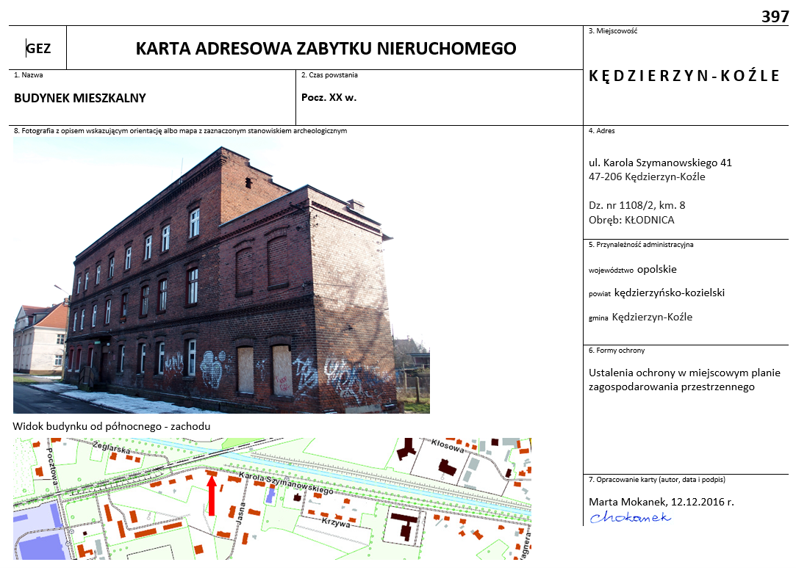 397
GEZ
KARTA ADRESOWA ZABYTKU NIERUCHOMEGO
3. Miejscowość
KĘDZIERZYN-KOŹLE
1. Nazwa
BUDYNEK MIESZKALNY
2. Czas powstania
Pocz. XX w.
8. Fotografia z opisem wskazującym orientację albo mapa z zaznaczonym stanowiskiem archeologicznym
4. Adres
ul. Karola Szymanowskiego 41
47-206 Kędzierzyn-Koźle
Dz. nr 1108/2, km. 8
Obręb: KŁODNICA
5. Przynależność administracyjna
województwo opolskie
powiat kędzierzyńsko-kozielski
gmina Kędzierzyn-Koźle
6. Formy ochrony
Ustalenia ochrony w miejscowym planie
zagospodarowania przestrzennego
7. Opracowanie karty (autor, data i podpis)
Marta Mokanek, 12.12.2016 r.
Widok budynku od północnego - zachodu
Żeglarska
Pocztowa
Karola Szymanowskiego
Kłosowa
Jasna
Krzywa
agnera